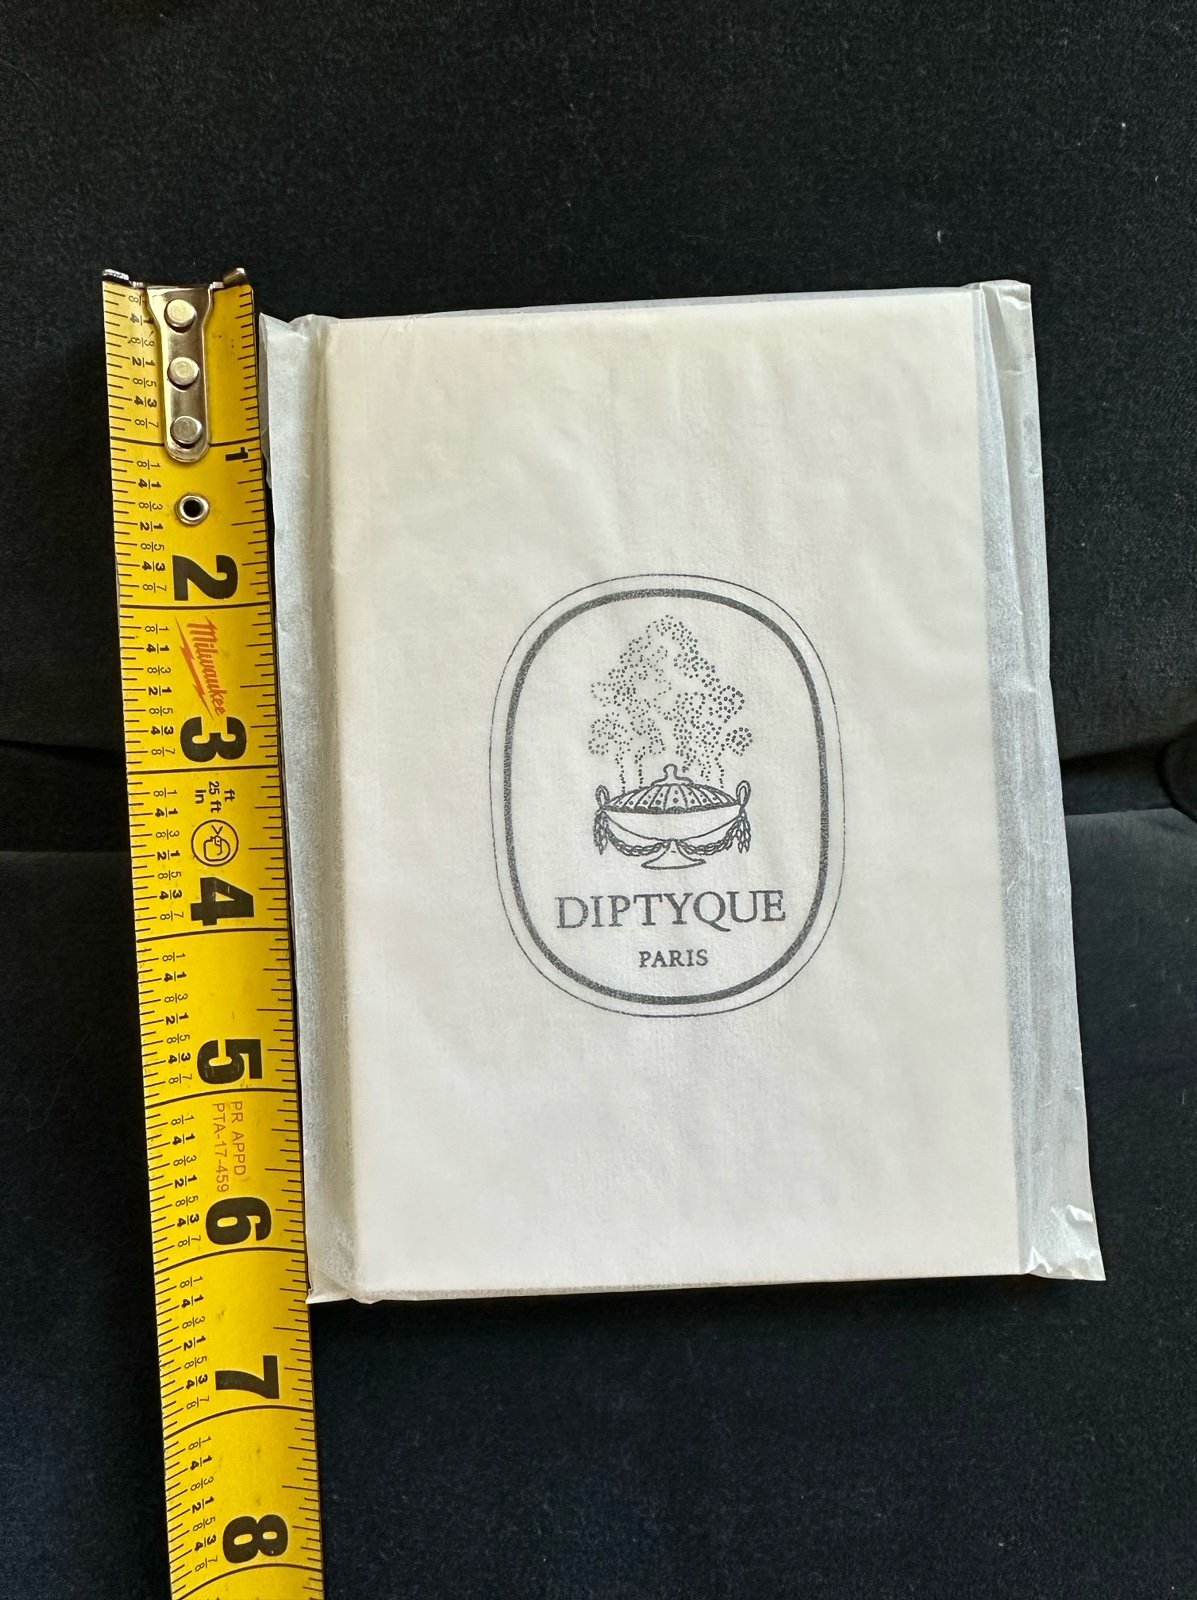 1
2
Milwaukee
3
ft
25 ft
in
4
5
PR APPD
PTA-17-459
6
7
8
DIPTYQUE
PARIS